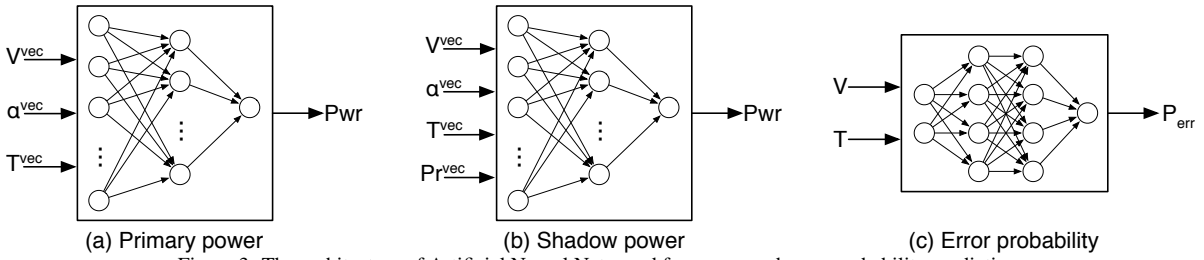 V^vec
α^vec
T^vec
Pwr
(a) Primary power
V^vec
α^vec
T^vec
Pr^vec
Pwr
(b) Shadow power
V
T
P_err
(c) Error probability